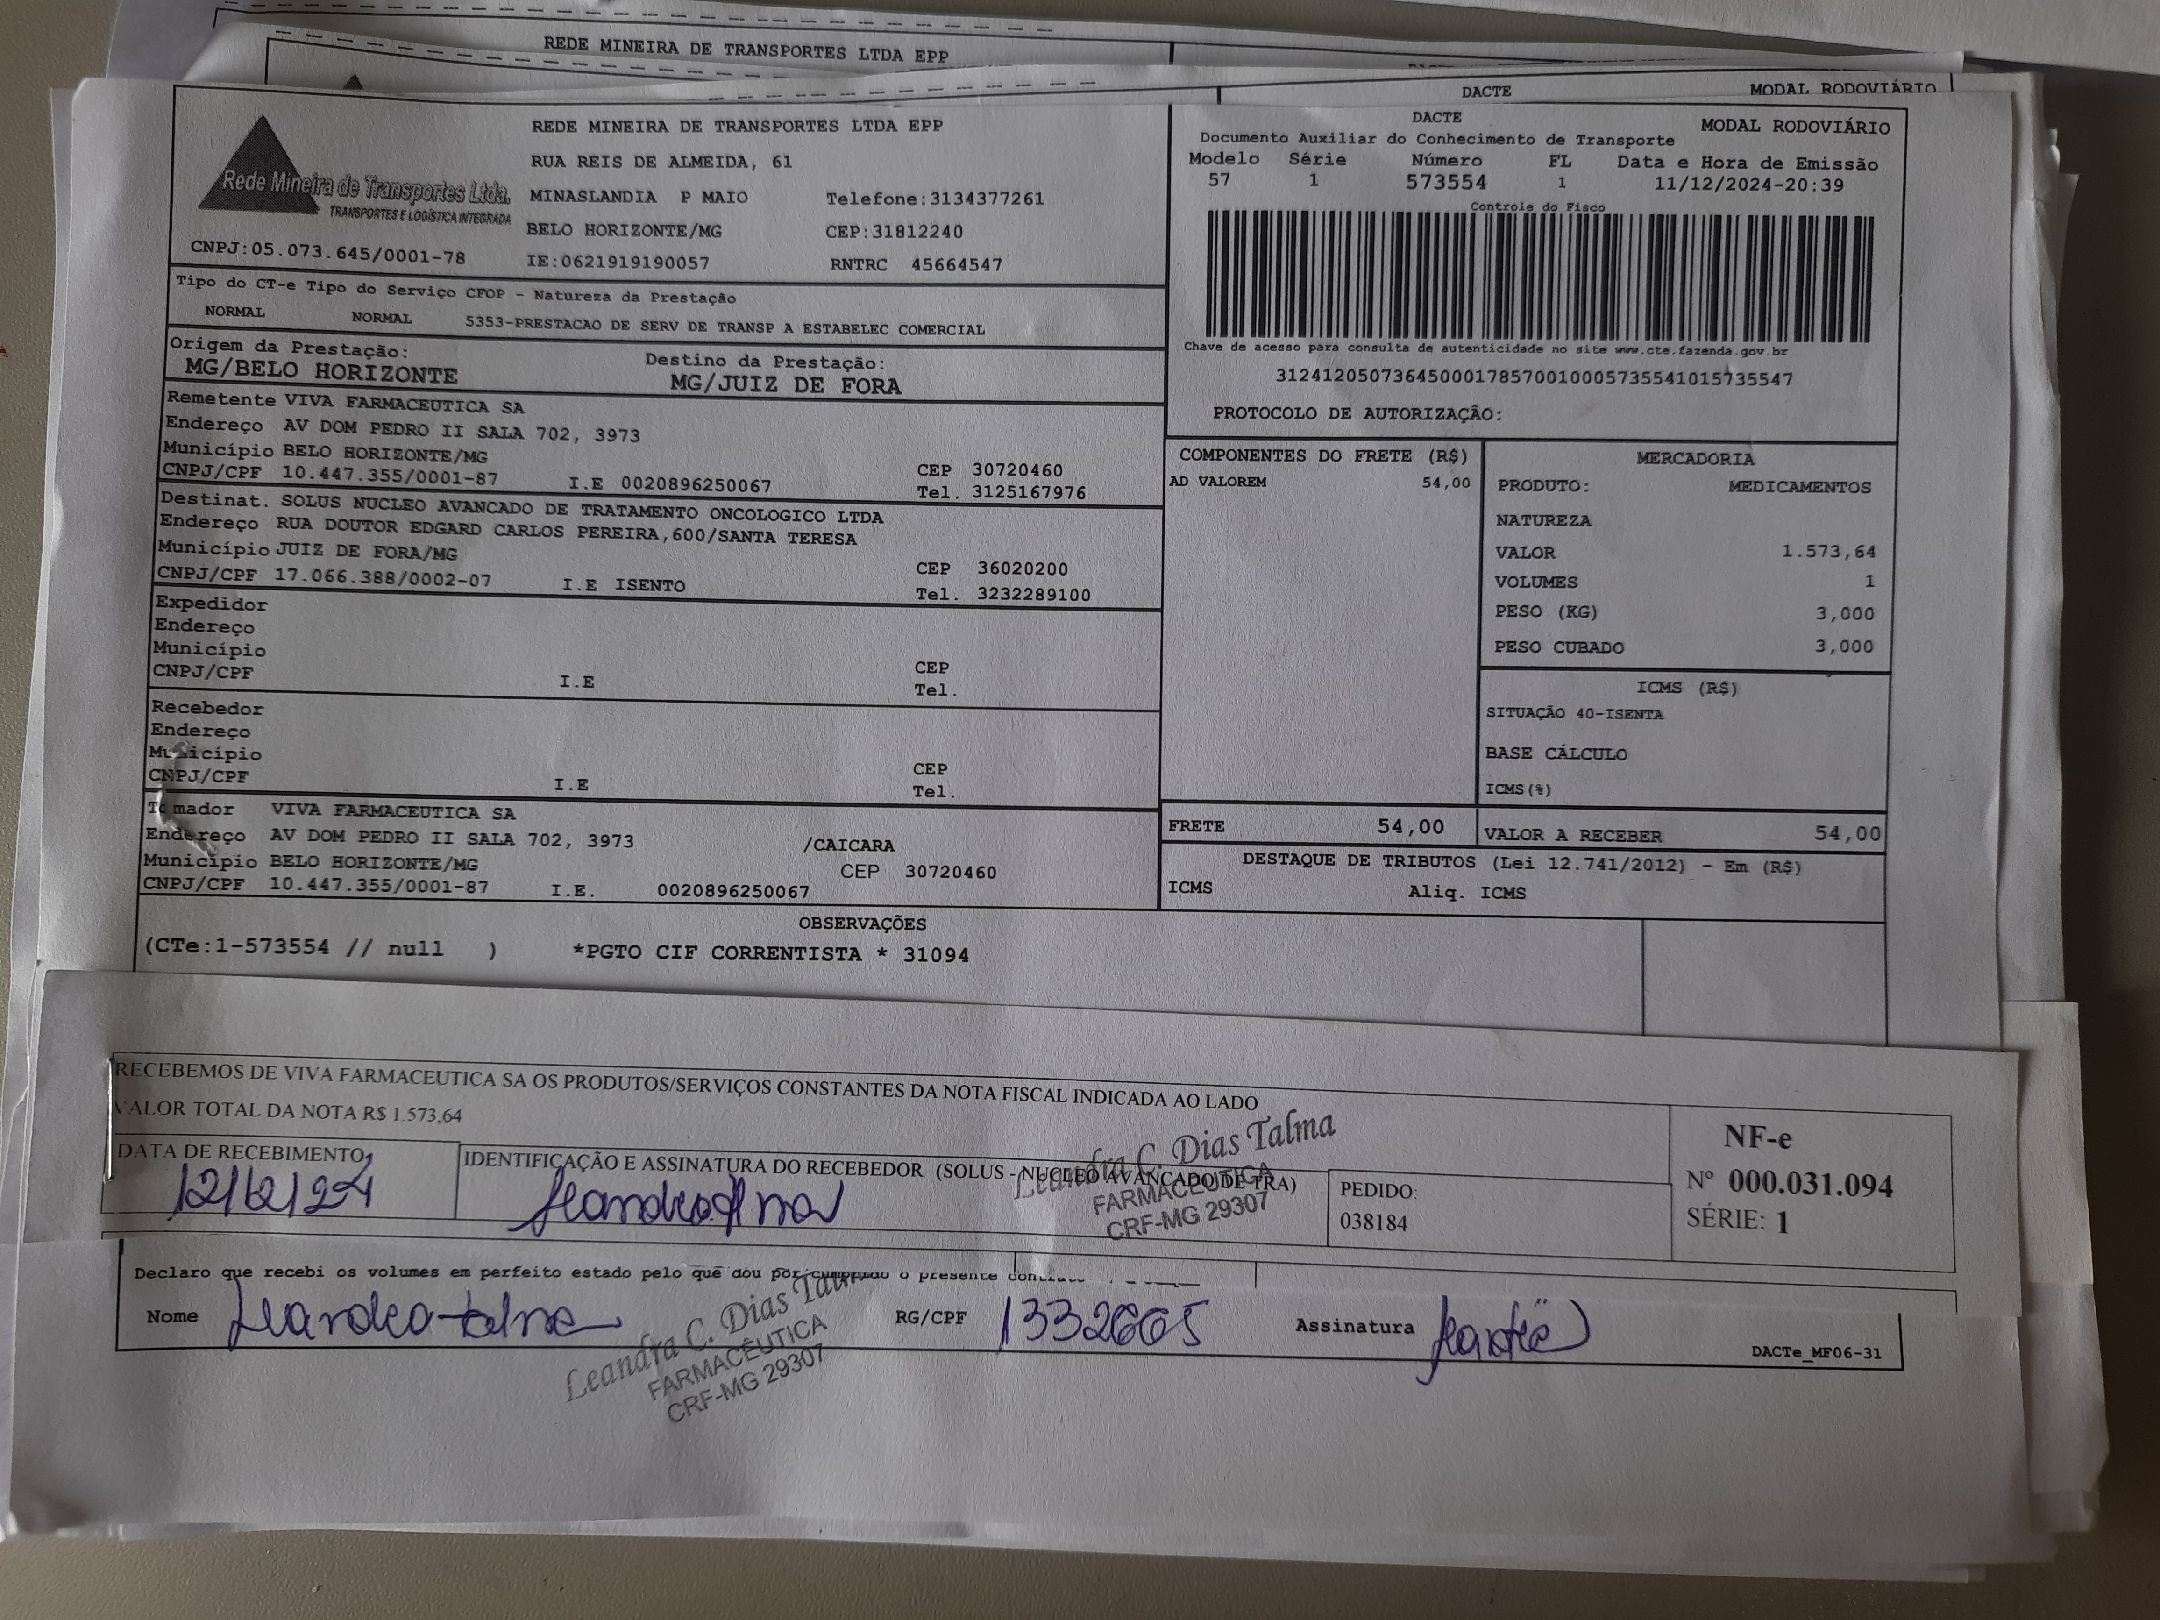 REDE MINEIRA DE TRANSPORTES LTDA EPP
DACTE MODAL RODOVIÁRIO
Rede Mineira de Transportes Ltda.
TRANSPORTES E LOGÍSTICA INTEGRADA
CNPJ:05.073.645/0001-78
REDE MINEIRA DE TRANSPORTES LTDA EPP
RUA REIS DE ALMEIDA, 61
MINASLANDIA P MAIO Telefone:3134377261
BELO HORIZONTE/MG CEP:31812240
IE:0621919190057 RNTRC 45664547
DACTE MODAL RODOVIÁRIO
Documento Auxiliar do Conhecimento de Transporte
Modelo Série Número FL Data e Hora de Emissão
57 1 573554 1 11/12/2024-20:39
Controle do Fisco
Chave de acesso para consulta de autenticidade no site www.cte.fazenda.gov.br
31241205073645000178570010005735541015735547
PROTOCOLO DE AUTORIZAÇÃO:
Tipo do CT-e Tipo do Serviço CFOP - Natureza da Prestação
NORMAL NORMAL 5353-PRESTACAO DE SERV DE TRANSP A ESTABELEC COMERCIAL
Origem da Prestação: Destino da Prestação:
MG/BELO HORIZONTE MG/JUIZ DE FORA
Remetente VIVA FARMACEUTICA SA
Endereço AV DOM PEDRO II SALA 702, 3973
Município BELO HORIZONTE/MG CEP 30720460
CNPJ/CPF 10.447.355/0001-87 I.E 0020896250067 Tel. 3125167976
Destinat. SOLUS NUCLEO AVANCADO DE TRATAMENTO ONCOLOGICO LTDA
Endereço RUA DOUTOR EDGARD CARLOS PEREIRA,600/SANTA TERESA
Município JUIZ DE FORA/MG CEP 36020200
CNPJ/CPF 17.066.388/0002-07 I.E ISENTO Tel. 3232289100
Expedidor
Endereço
Município CEP
CNPJ/CPF I.E Tel.
Recebedor
Endereço
Município CEP
CNPJ/CPF I.E Tel.
Tomador VIVA FARMACEUTICA SA
Endereço AV DOM PEDRO II SALA 702, 3973 /CAICARA
Município BELO HORIZONTE/MG CEP 30720460
CNPJ/CPF 10.447.355/0001-87 I.E. 0020896250067
COMPONENTES DO FRETE (R$)
AD VALOREM 54,00
MERCADORIA
PRODUTO: MEDICAMENTOS
NATUREZA
VALOR 1.573,64
VOLUMES 1
PESO (KG) 3,000
PESO CUBADO 3,000
ICMS (R$)
SITUAÇÃO 40-ISENTA
BASE CÁLCULO
ICMS(%)
FRETE 54,00 VALOR A RECEBER 54,00
DESTAQUE DE TRIBUTOS (Lei 12.741/2012) - Em (R$)
ICMS Aliq. ICMS
OBSERVAÇÕES
(CTe:1-573554 // null ) *PGTO CIF CORRENTISTA * 31094
RECEBEMOS DE VIVA FARMACEUTICA SA OS PRODUTOS/SERVIÇOS CONSTANTES DA NOTA FISCAL INDICADA AO LADO
VALOR TOTAL DA NOTA R$ 1.573,64
DATA DE RECEBIMENTO
12/12/24
IDENTIFICAÇÃO E ASSINATURA DO RECEBEDOR (SOLUS - NUCLEO AVANCADO DE TRA)
Leandra C. Dias Talma
FARMACÊUTICA
CRF-MG 29307
PEDIDO:
038184
NF-e
Nº 000.031.094
SÉRIE: 1
Declaro que recebi os volumes em perfeito estado pelo que dou por cumprido o presente
Nome Leandra Talma RG/CPF 13326665 Assinatura
Leandra C. Dias Talma
FARMACÊUTICA
CRF-MG 29307
DACTe_MF06-31